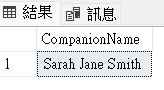 結果 訊息
CompanionName
1 Sarah Jane Smith